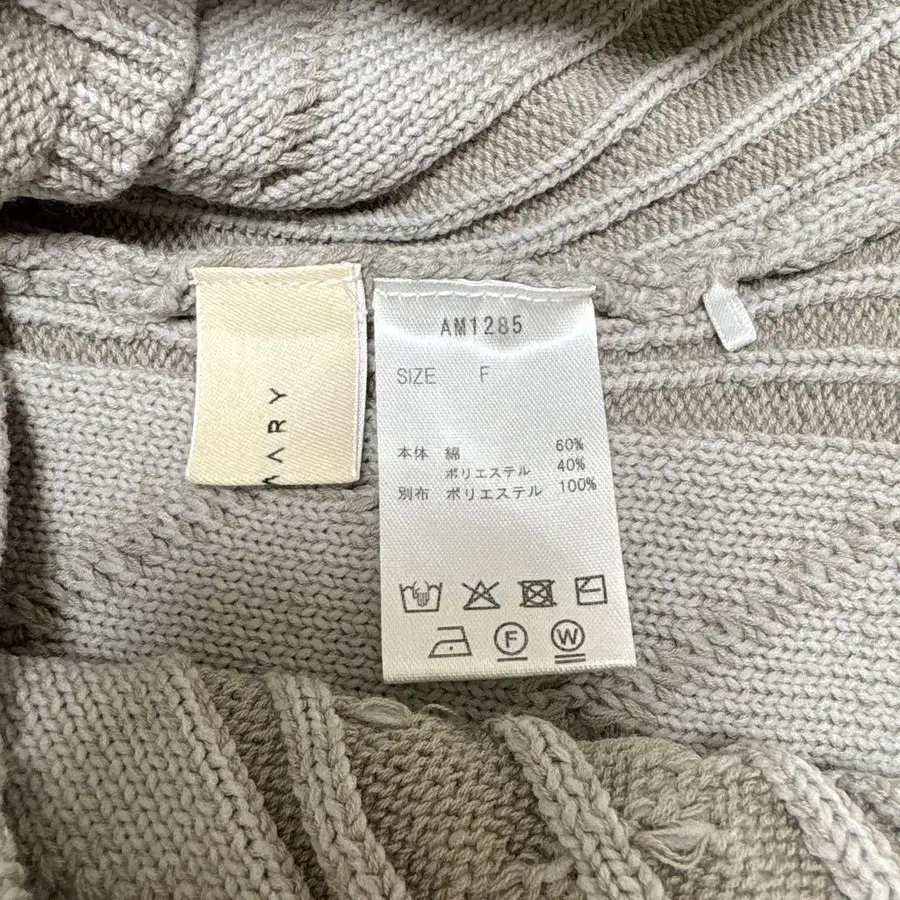 MARY
AM1285
SIZE F
本体 綿 60%
ポリエステル 40%
別布 ポリエステル 100%
F W